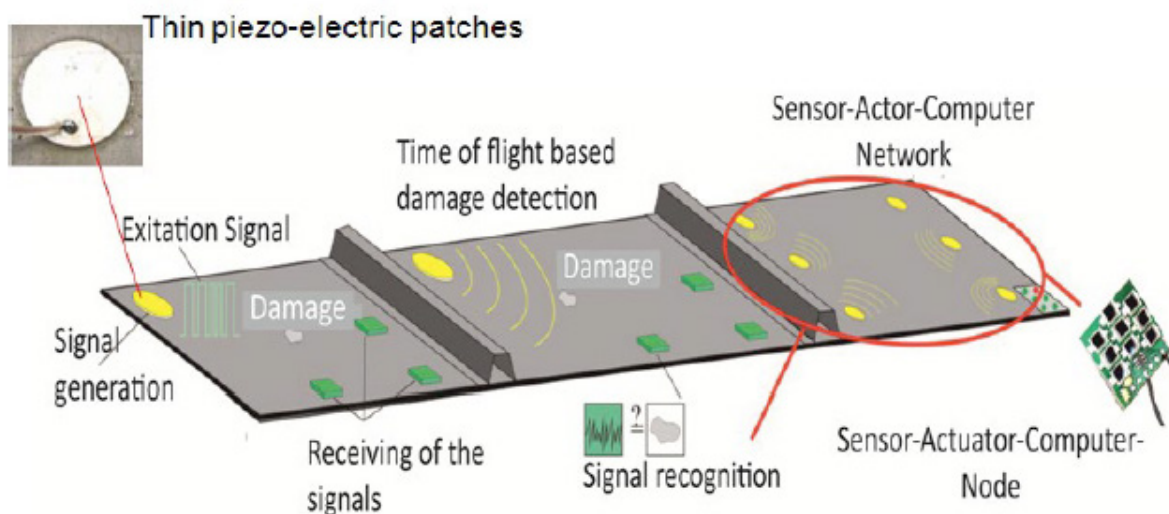 Thin piezo-electric patches
Sensor-Actor-Computer
Network
Time of flight based
damage detection
Exitation Signal
Damage
Damage
Signal
generation
Receiving of the
signals
?
=
Signal recognition
Sensor-Actuator-Computer-
Node